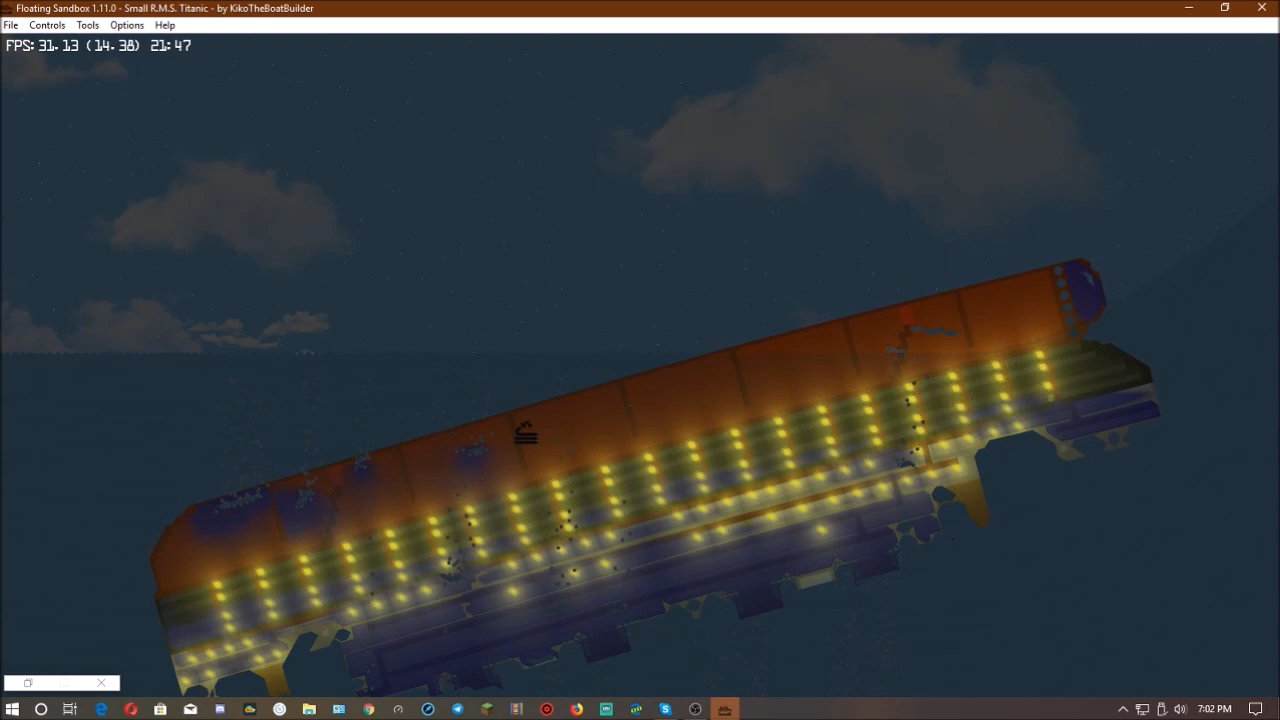 Floating Sandbox 1.11.0 - Small R.M.S. Titanic - by KikoTheBoatBuilder
File Controls Tools Options Help
FPS: 31.13 (14.38) 21:47
7:02 PM